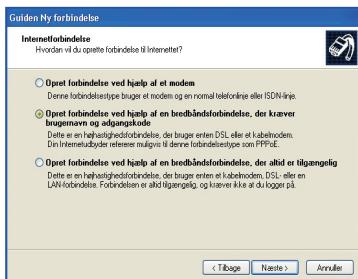 Guiden Ny forbindelse
Internetforbindelse
Hvordan vil du oprette forbindelse til Internettet?
Opret forbindelse ved hjælp af et modem
Denne forbindelsestype bruger et modem og en normal telefonlinje eller ISDN-linje.
Opret forbindelse ved hjælp af en bredbåndsforbindelse, der kræver
brugernavn og adgangskode
Dette er en højhastighedsforbindelse, der bruger enten DSL eller et kabelmodem.
Din Internetudbyder refererer muligvis til denne forbindelsestype som PPPoE.
Opret forbindelse ved hjælp af en bredbåndsforbindelse, der altid er tilgængelig
Dette er en højhastighedsforbindelse, der bruger et kabelmodem, DSL- eller en
LAN-forbindelse. Forbindelsen er altid tilgængelig, og kræver ikke at du logger på.
< Tilbage Næste > Annuller